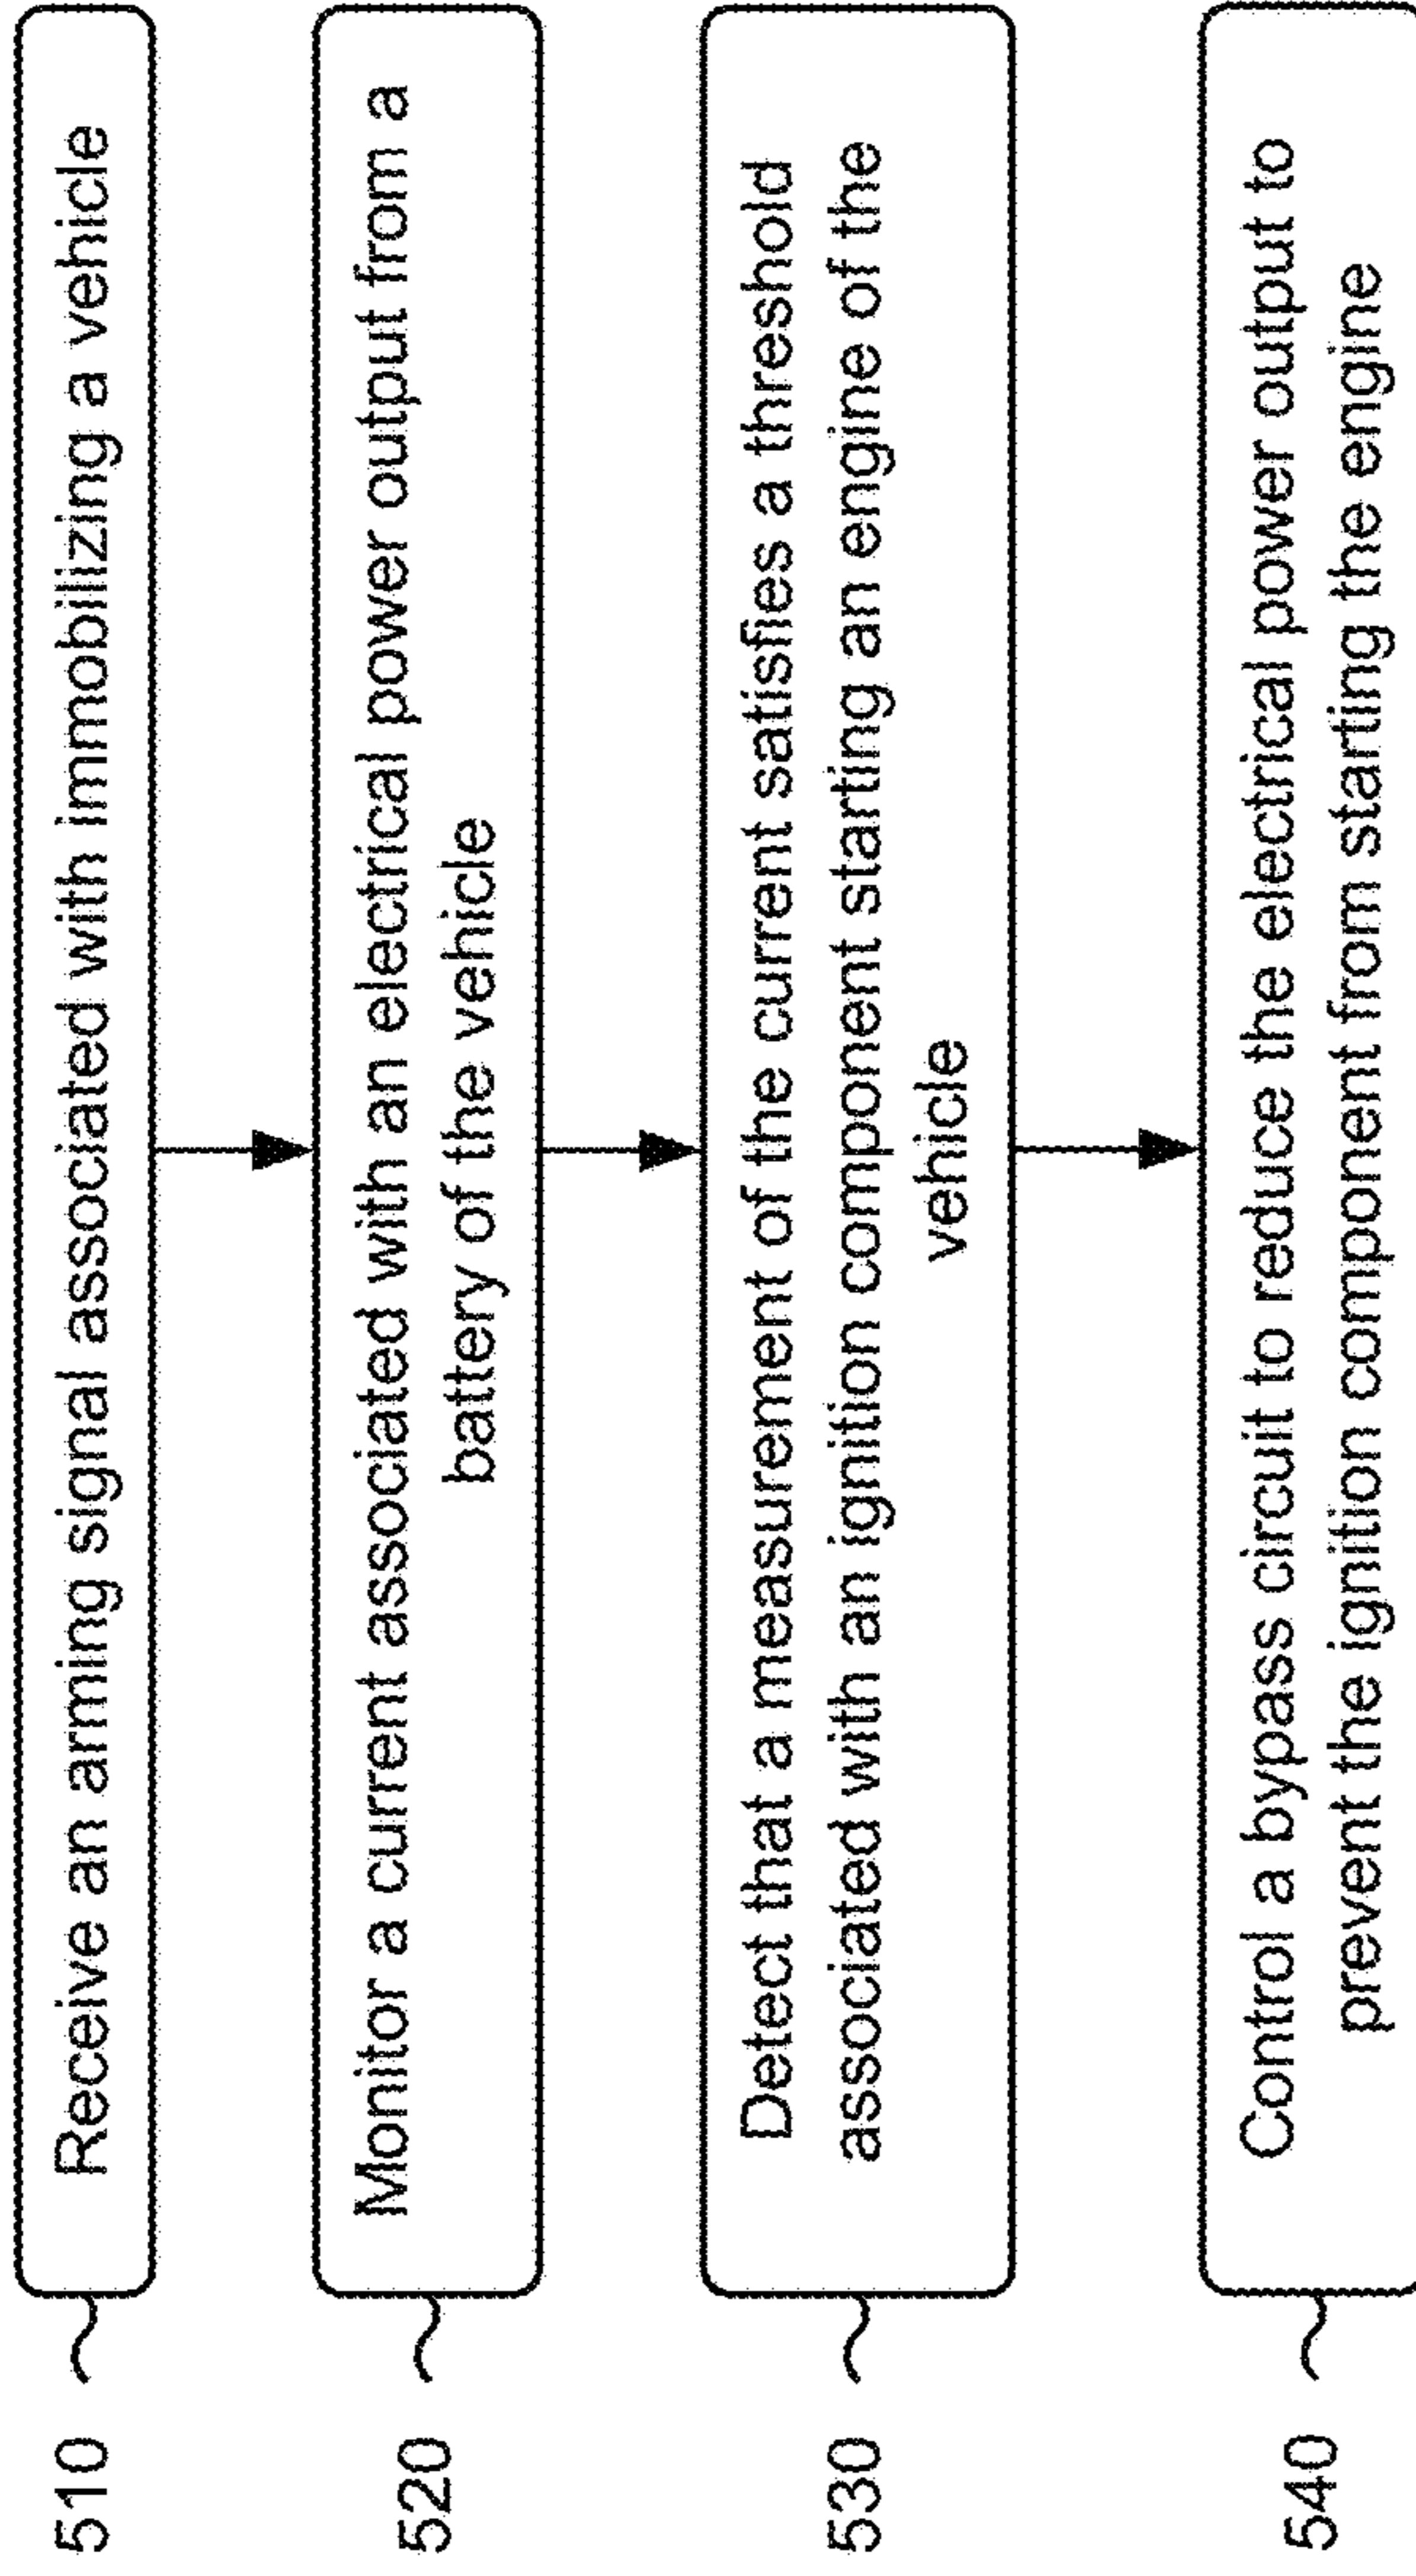 510
Receive an arming signal associated with immobilizing a vehicle
520
Monitor a current associated with an electrical power output from a
battery of the vehicle
530
Detect that a measurement of the current satisfies a threshold
associated with an ignition component starting an engine of the
vehicle
540
Control a bypass circuit to reduce the electrical power output to
prevent the ignition component from starting the engine